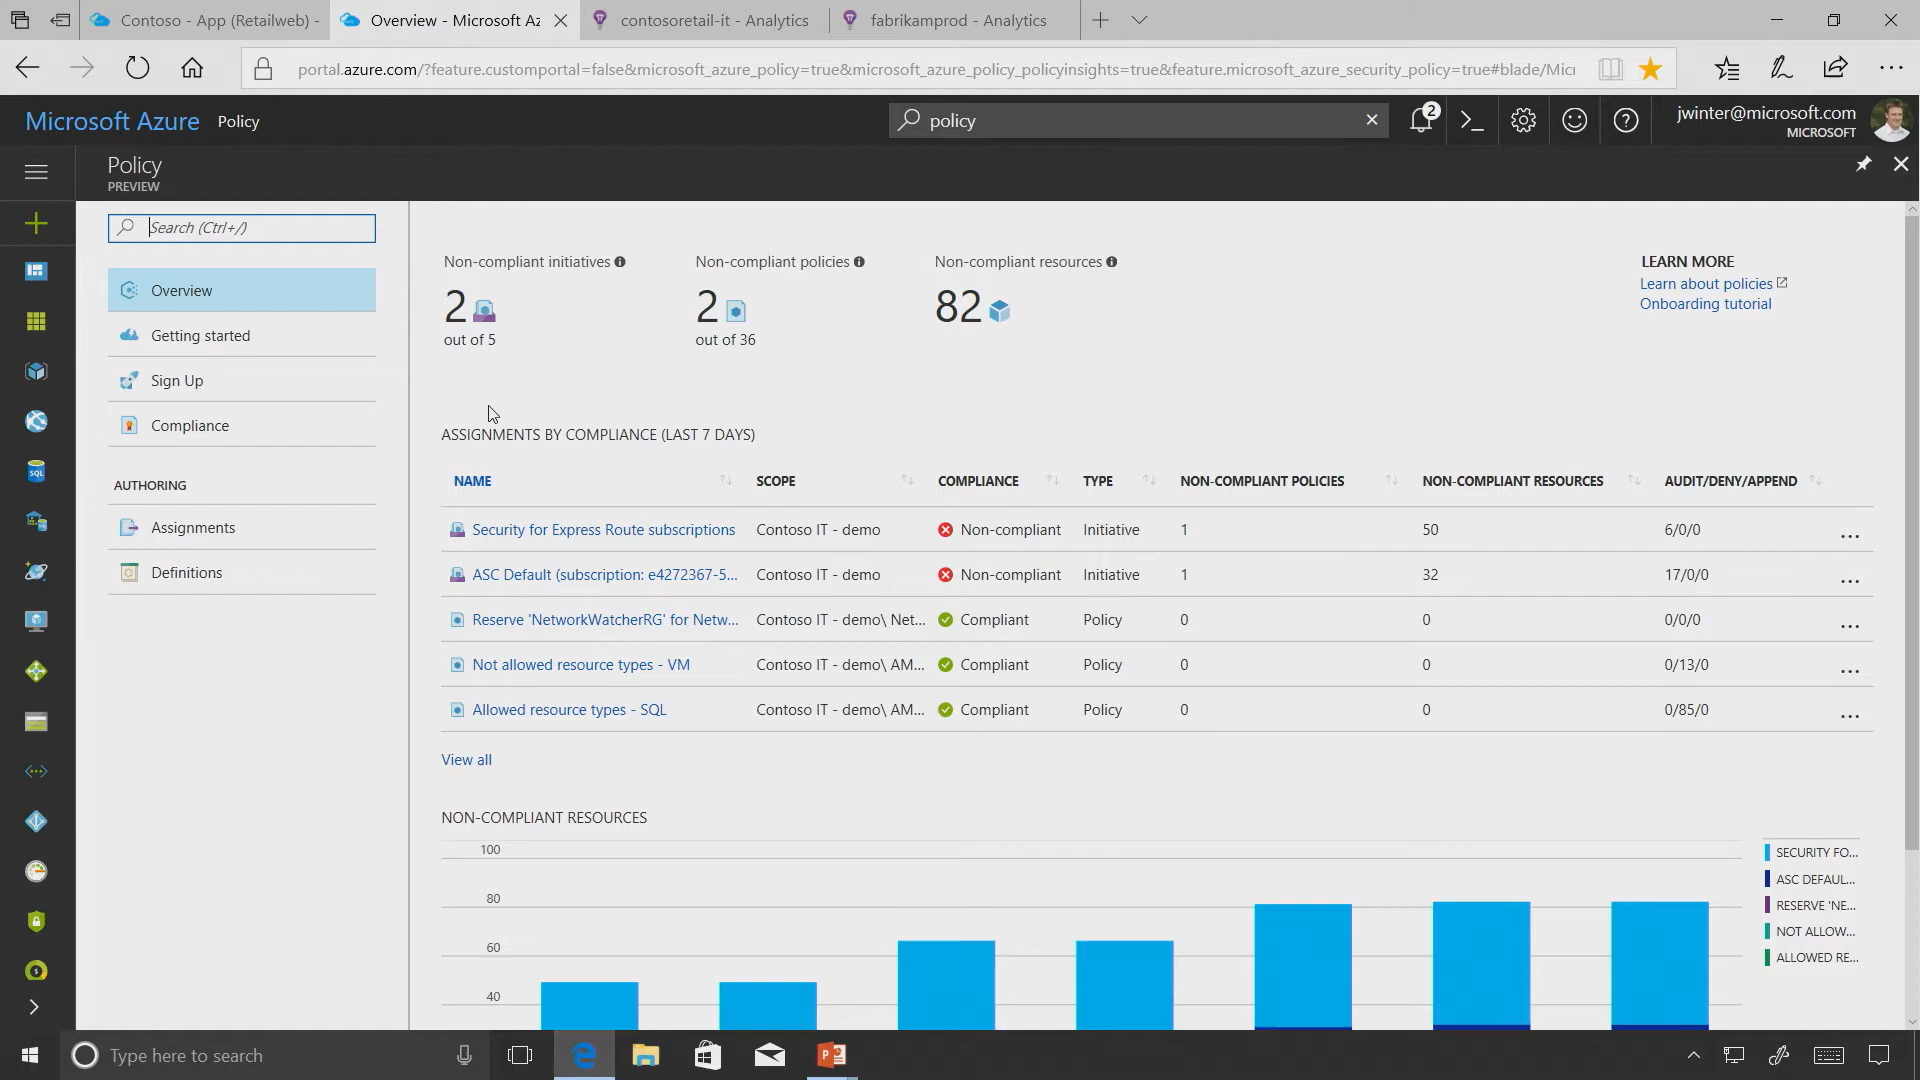 Contoso - App (Retailweb) -
Overview - Microsoft Az
contosoretail-it - Analytics
fabrikamprod - Analytics
portal.azure.com/?feature.customportal=false&microsoft_azure_policy=true&microsoft_azure_policy_policyinsights=true&feature.microsoft_azure_security_policy=true#blade/Micr
Microsoft Azure Policy
policy
2
jwinter@microsoft.com
MICROSOFT
Policy
PREVIEW
Search (Ctrl+/)
Overview
Getting started
Sign Up
Compliance
AUTHORING
Assignments
Definitions
Non-compliant initiatives
2
out of 5
Non-compliant policies
2
out of 36
Non-compliant resources
82
LEARN MORE
Learn about policies
Onboarding tutorial
ASSIGNMENTS BY COMPLIANCE (LAST 7 DAYS)
NAME SCOPE COMPLIANCE TYPE NON-COMPLIANT POLICIES NON-COMPLIANT RESOURCES AUDIT/DENY/APPEND
Security for Express Route subscriptions Contoso IT - demo Non-compliant Initiative 1 50 6/0/0 ...
ASC Default (subscription: e4272367-5... Contoso IT - demo Non-compliant Initiative 1 32 17/0/0 ...
Reserve 'NetworkWatcherRG' for Netw... Contoso IT - demo\ Net... Compliant Policy 0 0 0/0/0 ...
Not allowed resource types - VM Contoso IT - demo\ AM... Compliant Policy 0 0 0/13/0 ...
Allowed resource types - SQL Contoso IT - demo\ AM... Compliant Policy 0 0 0/85/0 ...
View all
NON-COMPLIANT RESOURCES
100
80
60
40
SECURITY FO...
ASC DEFAUL...
RESERVE 'NE...
NOT ALLOW...
ALLOWED RE...
SQL
Type here to search